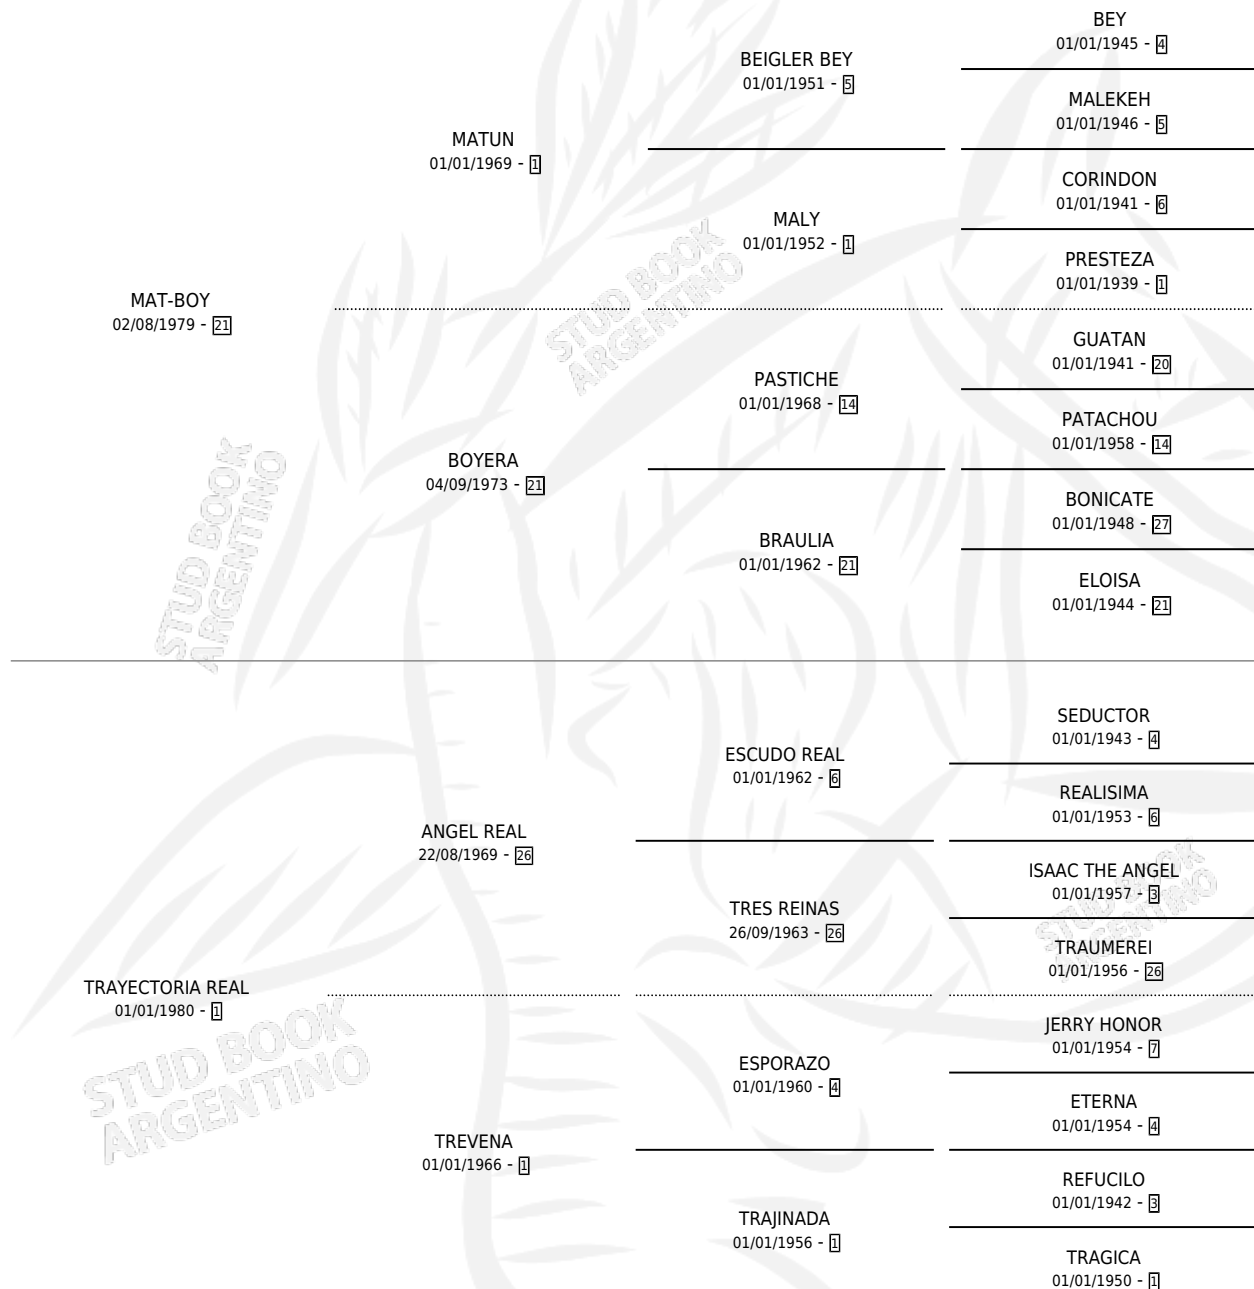 BEY
01/01/1945 - 4
BEIGLER BEY
01/01/1951 - 5
MALEKEH
01/01/1946 - 5
MATUN
01/01/1969 - 1
CORINDON
01/01/1941 - 6
MALY
01/01/1952 - 1
PRESTEZA
01/01/1939 - 1
MAT-BOY
02/08/1979 - 21
GUATAN
01/01/1941 - 20
PASTICHE
01/01/1968 - 14
PATACHOU
01/01/1958 - 14
BOYERA
04/09/1973 - 21
BONICATE
01/01/1948 - 27
BRAULIA
01/01/1962 - 21
ELOISA
01/01/1944 - 21
SEDUCTOR
01/01/1943 - 4
ESCUDO REAL
01/01/1962 - 6
REALISIMA
01/01/1953 - 6
ANGEL REAL
22/08/1969 - 26
ISAAC THE ANGEL
01/01/1957 - 3
TRES REINAS
26/09/1963 - 26
TRAUMEREI
01/01/1956 - 26
TRAYECTORIA REAL
01/01/1980 - 1
JERRY HONOR
01/01/1954 - 7
ESPORAZO
01/01/1960 - 4
ETERNA
01/01/1954 - 4
TREVENA
01/01/1966 - 1
REFUCILO
01/01/1942 - 3
TRAJINADA
01/01/1956 - 1
TRAGICA
01/01/1950 - 1
STUD BOOK
ARGENTINO
STUD BOOK
ARGENTINO
STUD BOOK
ARGENTINO
STUD BOOK
ARGENTINO